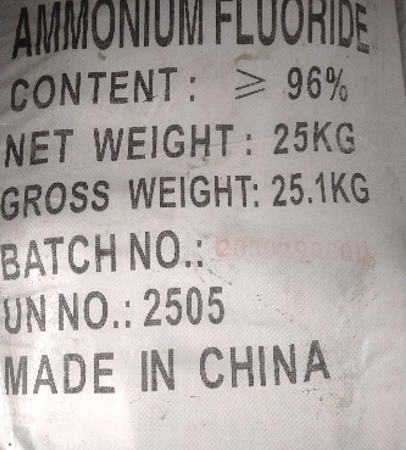 AMMONIUM FLUORIDE
CONTENT: ≥ 96%
NET WEIGHT: 25KG
GROSS WEIGHT: 25.1KG
BATCH NO.:
UN NO.: 2505
MADE IN CHINA